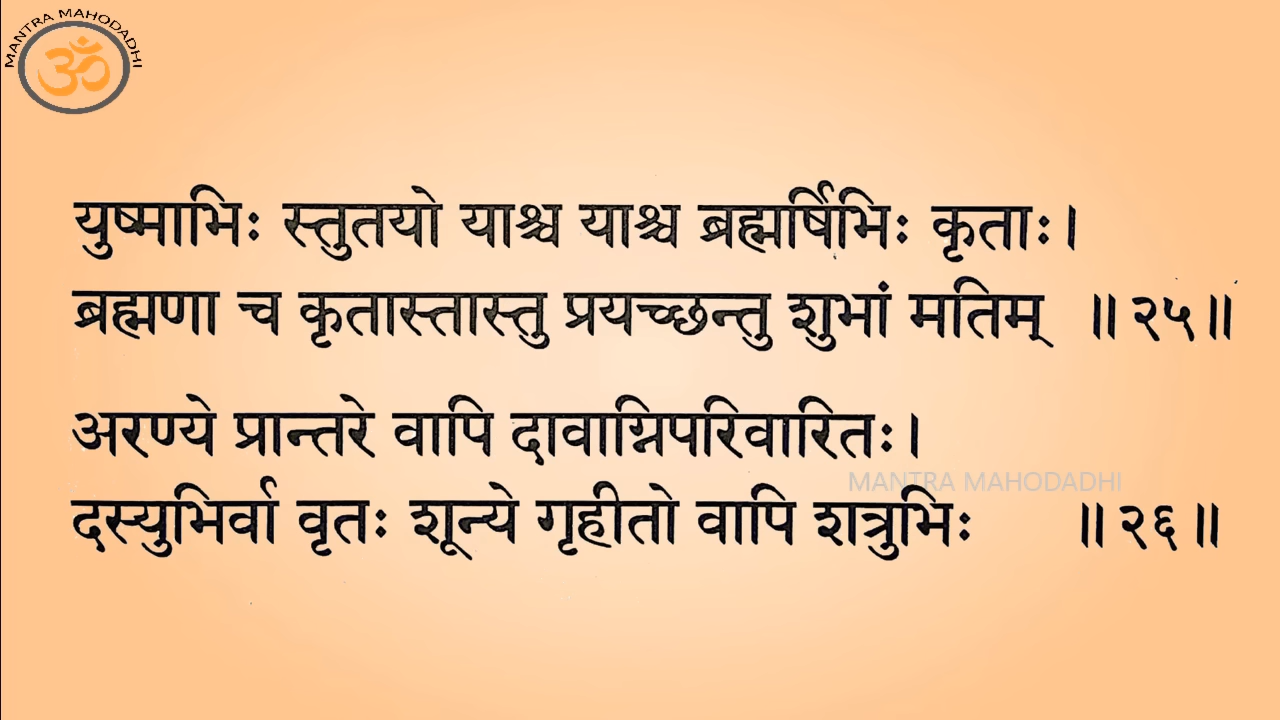 MANTRA MAHODADHI
ॐ
युष्माभिः स्तुतयो याश्च याश्च ब्रह्मर्षिभिः कृताः।
ब्रह्मणा च कृतास्तास्तु प्रयच्छन्तु शुभां मतिम् ॥२५॥
अरण्ये प्रान्तरे वापि दावाग्निपरिवारितः।
MANTRA MAHODADHI
दस्युभिर्वा वृतः शून्ये गृहीतो वापि शत्रुभिः ॥२६॥